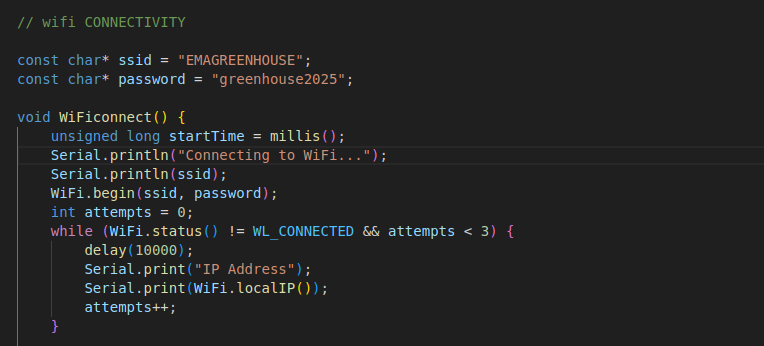 // wifi CONNECTIVITY
const char* ssid = "EMAGREENHOUSE";
const char* password = "greenhouse2025";
void WiFiconnect() {
unsigned long startTime = millis();
Serial.println("Connecting to WiFi...");
Serial.println(ssid);
WiFi.begin(ssid, password);
int attempts = 0;
while (WiFi.status() != WL_CONNECTED && attempts < 3) {
delay(10000);
Serial.print("IP Address");
Serial.print(WiFi.localIP());
attempts++;
}